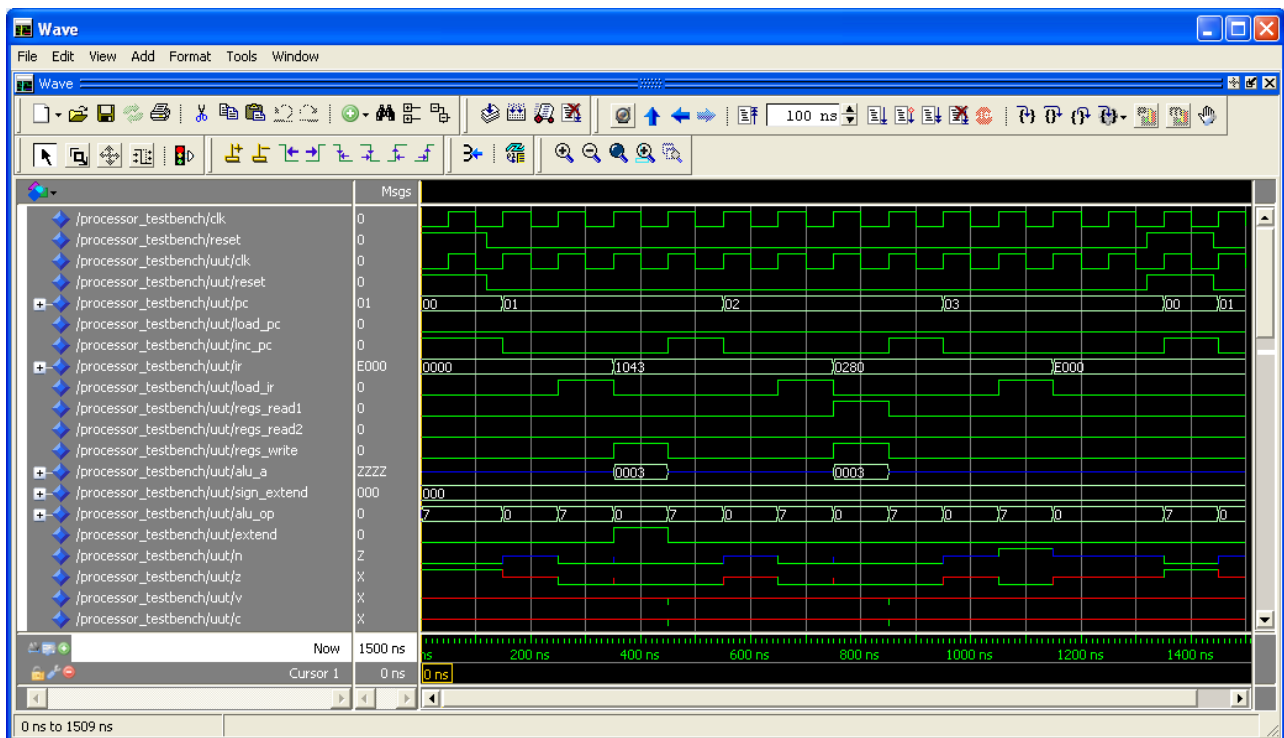 Wave
File Edit View Add Format Tools Window
Wave
100 ns
Msgs
/processor_testbench/clk 0
/processor_testbench/reset 0
/processor_testbench/uut/clk 0
/processor_testbench/uut/reset 0
/processor_testbench/uut/pc 01 00 01 02 03 00 01
/processor_testbench/uut/load_pc 0
/processor_testbench/uut/inc_pc 0
/processor_testbench/uut/ir E000 0000 1043 0280 E000
/processor_testbench/uut/load_ir 0
/processor_testbench/uut/regs_read1 0
/processor_testbench/uut/regs_read2 0
/processor_testbench/uut/regs_write 0
/processor_testbench/uut/alu_a ZZZZ 0003 0003
/processor_testbench/uut/sign_extend 000 000
/processor_testbench/uut/alu_op 0 7 0 7 0 7 0 7 0 7 0 7 0 7 0
/processor_testbench/uut/extend 0
/processor_testbench/uut/n Z
/processor_testbench/uut/z X
/processor_testbench/uut/v X
/processor_testbench/uut/c X
Now 1500 ns ns 200 ns 400 ns 600 ns 800 ns 1000 ns 1200 ns 1400 ns
Cursor 1 0 ns 0 ns
0 ns to 1509 ns